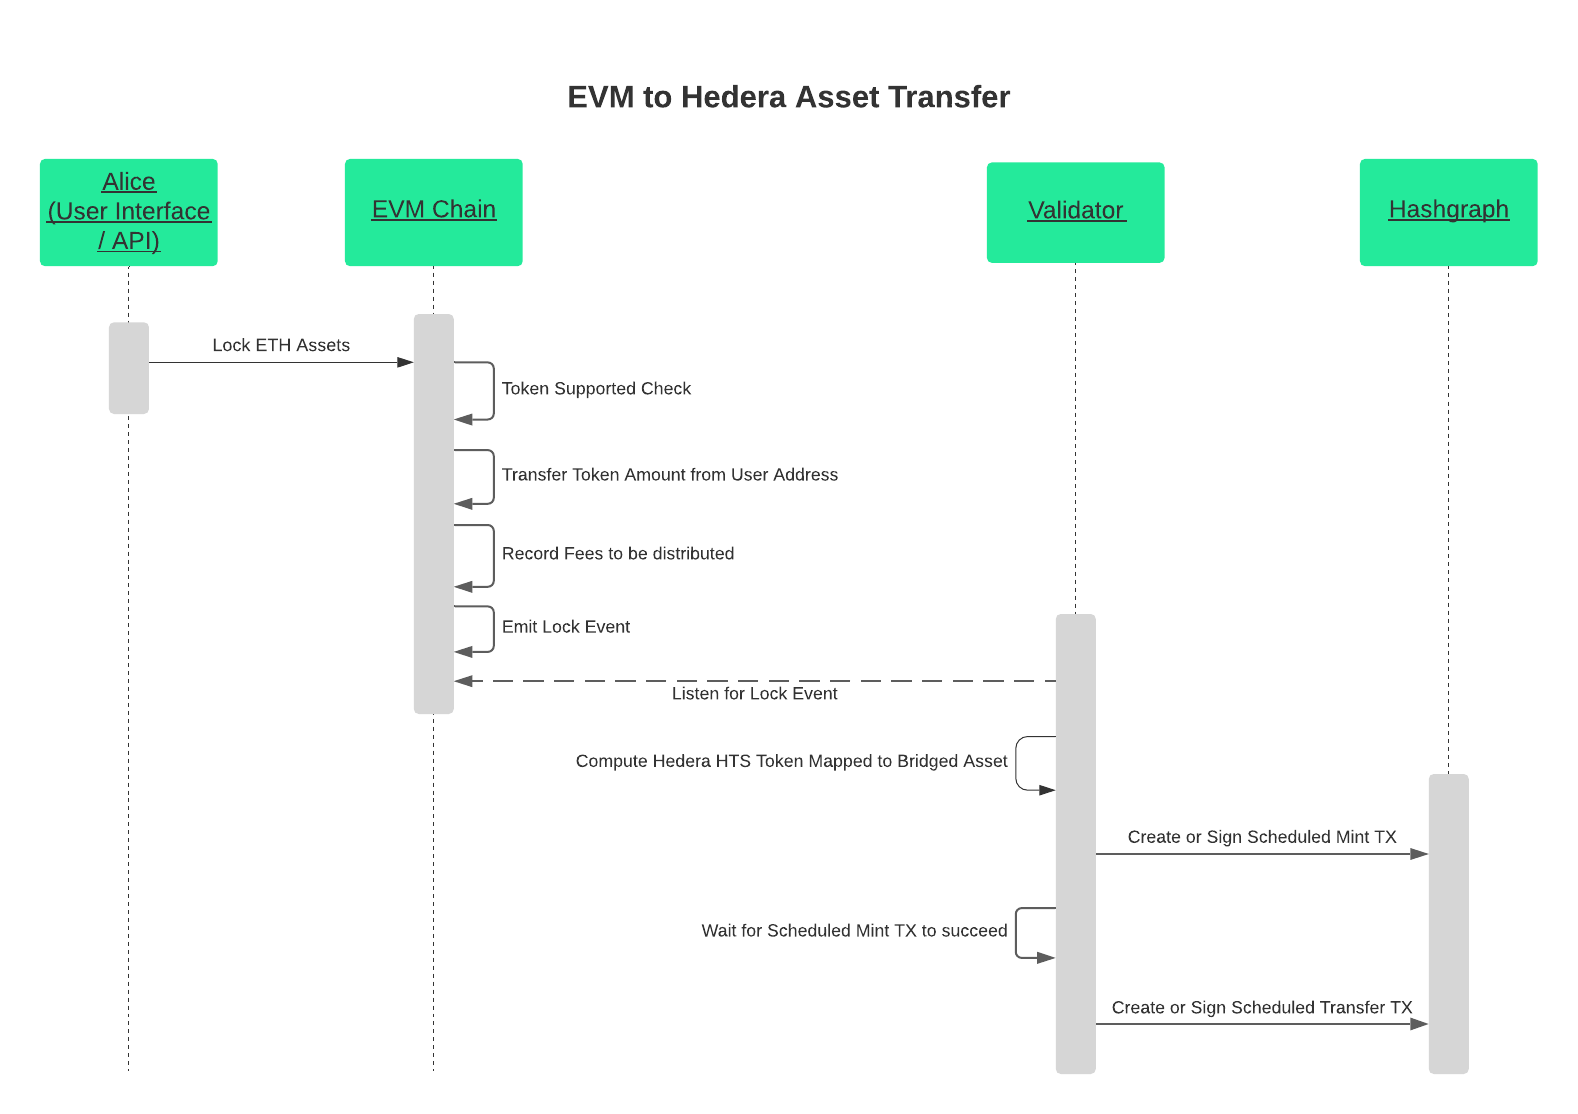 EVM to Hedera Asset Transfer
Alice
(User Interface
/ API)
EVM Chain
Validator
Hashgraph
Lock ETH Assets
Token Supported Check
Transfer Token Amount from User Address
Record Fees to be distributed
Emit Lock Event
Listen for Lock Event
Compute Hedera HTS Token Mapped to Bridged Asset
Create or Sign Scheduled Mint TX
Wait for Scheduled Mint TX to succeed
Create or Sign Scheduled Transfer TX